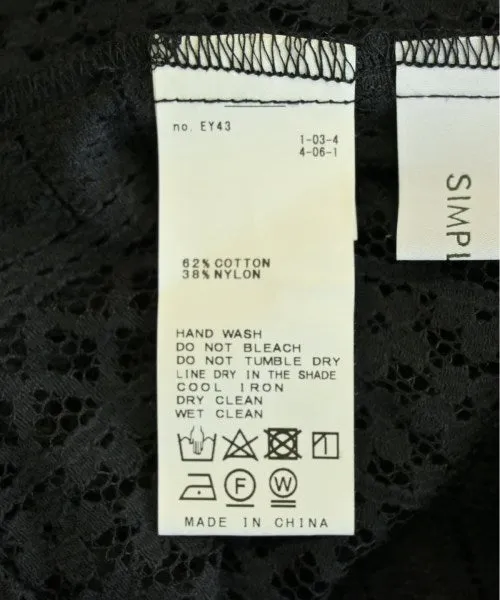 no. EY43
1-03-4
4-06-1
62% COTTON
38% NYLON
HAND WASH
DO NOT BLEACH
DO NOT TUMBLE DRY
LINE DRY IN THE SHADE
COOL IRON
DRY CLEAN
WET CLEAN
F
W
MADE IN CHINA
SIMPL